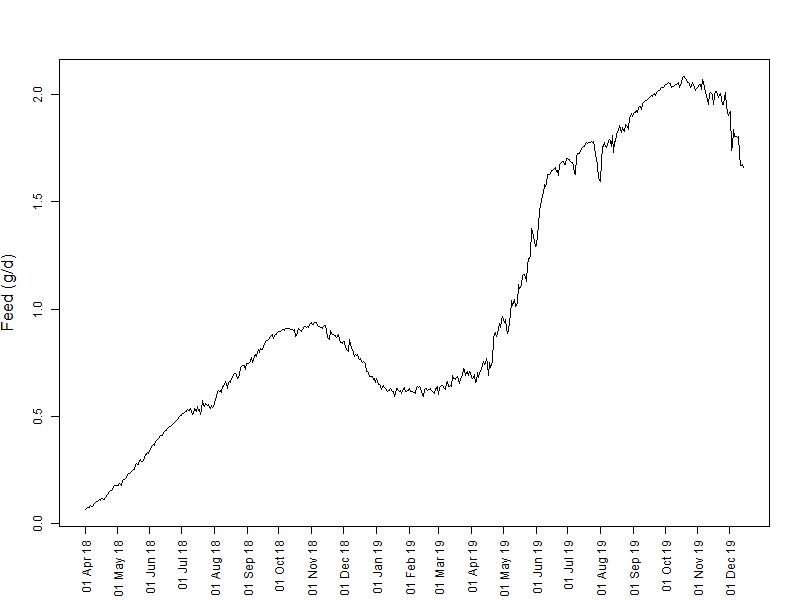 Feed (g/d)
2.0
1.5
1.0
0.5
0.0
01 Apr 18
01 May 18
01 Jun 18
01 Jul 18
01 Aug 18
01 Sep 18
01 Oct 18
01 Nov 18
01 Dec 18
01 Jan 19
01 Feb 19
01 Mar 19
01 Apr 19
01 May 19
01 Jun 19
01 Jul 19
01 Aug 19
01 Sep 19
01 Oct 19
01 Nov 19
01 Dec 19